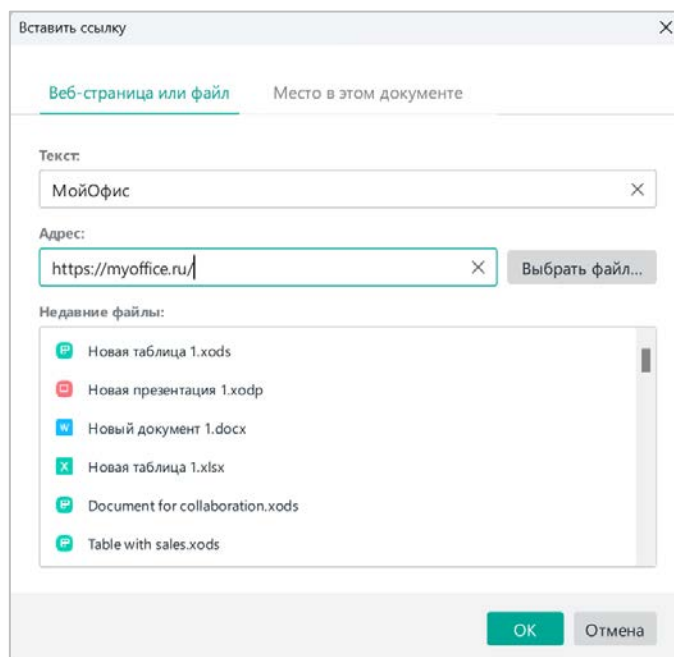 Вставить ссылку
Веб-страница или файл Место в этом документе
Текст:
МойОфис
Адрес:
https://myoffice.ru/ Выбрать файл...
Недавние файлы:
Новая таблица 1.xods
Новая презентация 1.xodp
Новый документ 1.docx
Новая таблица 1.xlsx
Document for collaboration.xods
Table with sales.xods
OK Отмена